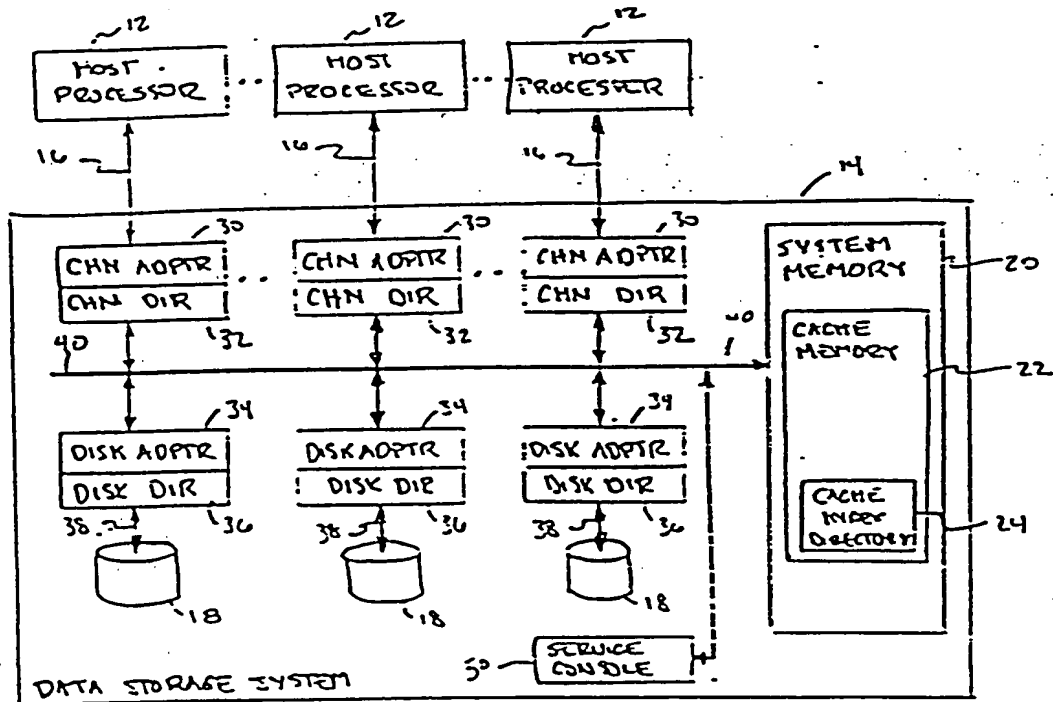 12 12 12
HOST PROCESSOR
HOST PROCESSOR
HOST PROCESSOR
16 16 16
14
30 30 30
CHN ADPTR
CHN ADPTR
CHN ADPTR
CHN DIR
CHN DIR
CHN DIR
32 32 32
40 40
SYSTEM MEMORY
20
CACHE MEMORY
22
34 34 34
DISK ADPTR
DISK ADPTR
DISK ADPTR
DISK DIR
DISK DIR
DISK DIR
38 36 38 36 38 36
CACHE INDEX DIRECTORY
24
18 18 18
50
SERVICE CONSOLE
DATA STORAGE SYSTEM